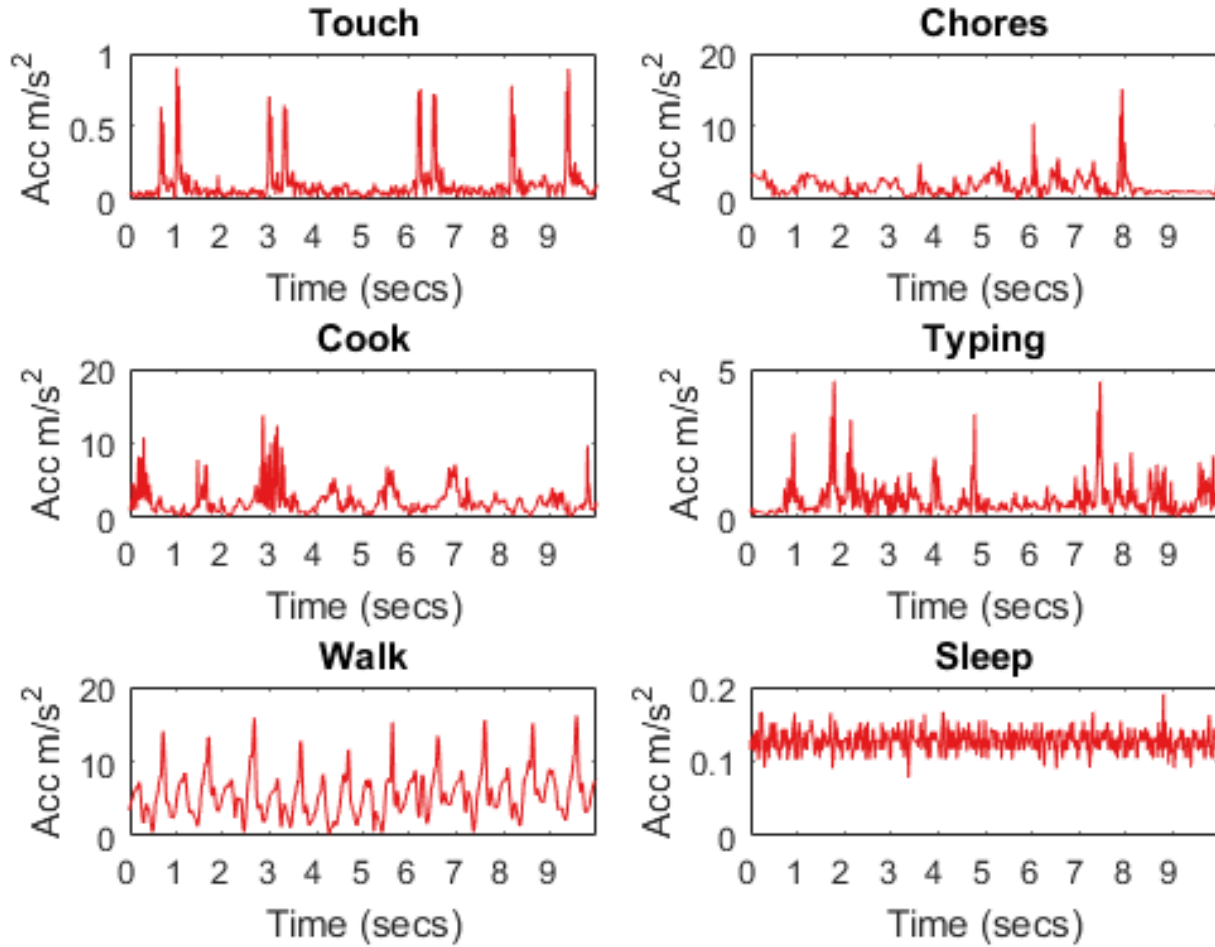 Touch
Acc m/s²
1
0.5
0
0 1 2 3 4 5 6 7 8 9
Time (secs)
Chores
Acc m/s²
20
10
0
0 1 2 3 4 5 6 7 8 9
Time (secs)
Cook
Acc m/s²
20
10
0
0 1 2 3 4 5 6 7 8 9
Time (secs)
Typing
Acc m/s²
5
0
0 1 2 3 4 5 6 7 8 9
Time (secs)
Walk
Acc m/s²
20
10
0
0 1 2 3 4 5 6 7 8 9
Time (secs)
Sleep
Acc m/s²
0.2
0.1
0
0 1 2 3 4 5 6 7 8 9
Time (secs)